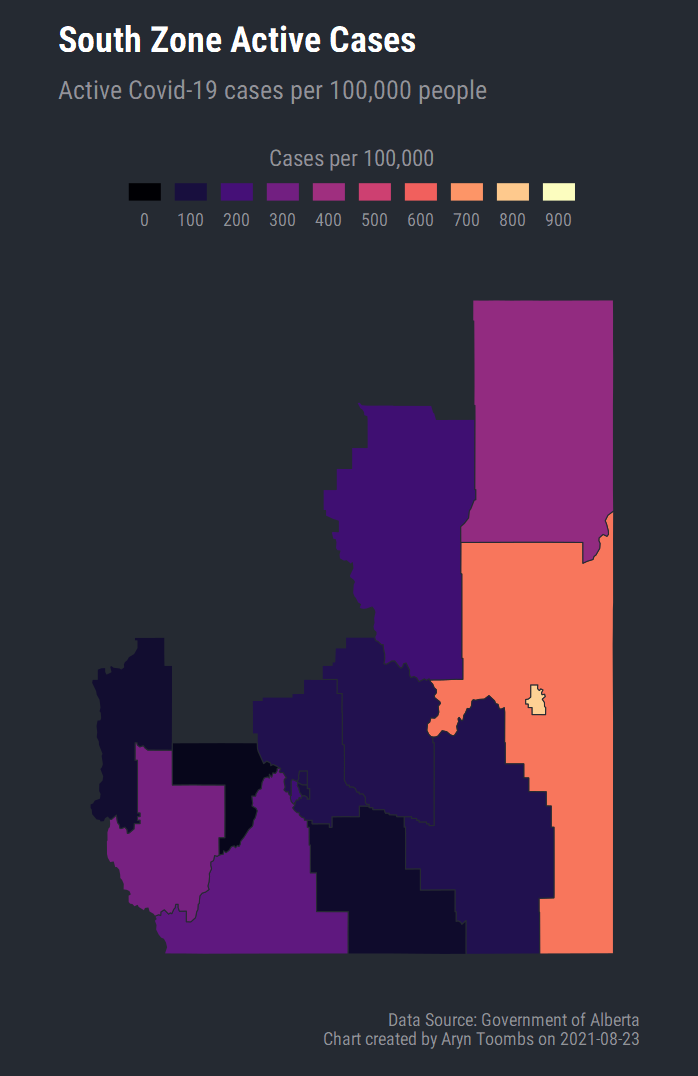 South Zone Active Cases
Active Covid-19 cases per 100,000 people
Cases per 100,000
0 100 200 300 400 500 600 700 800 900
Data Source: Government of Alberta
Chart created by Aryn Toombs on 2021-08-23